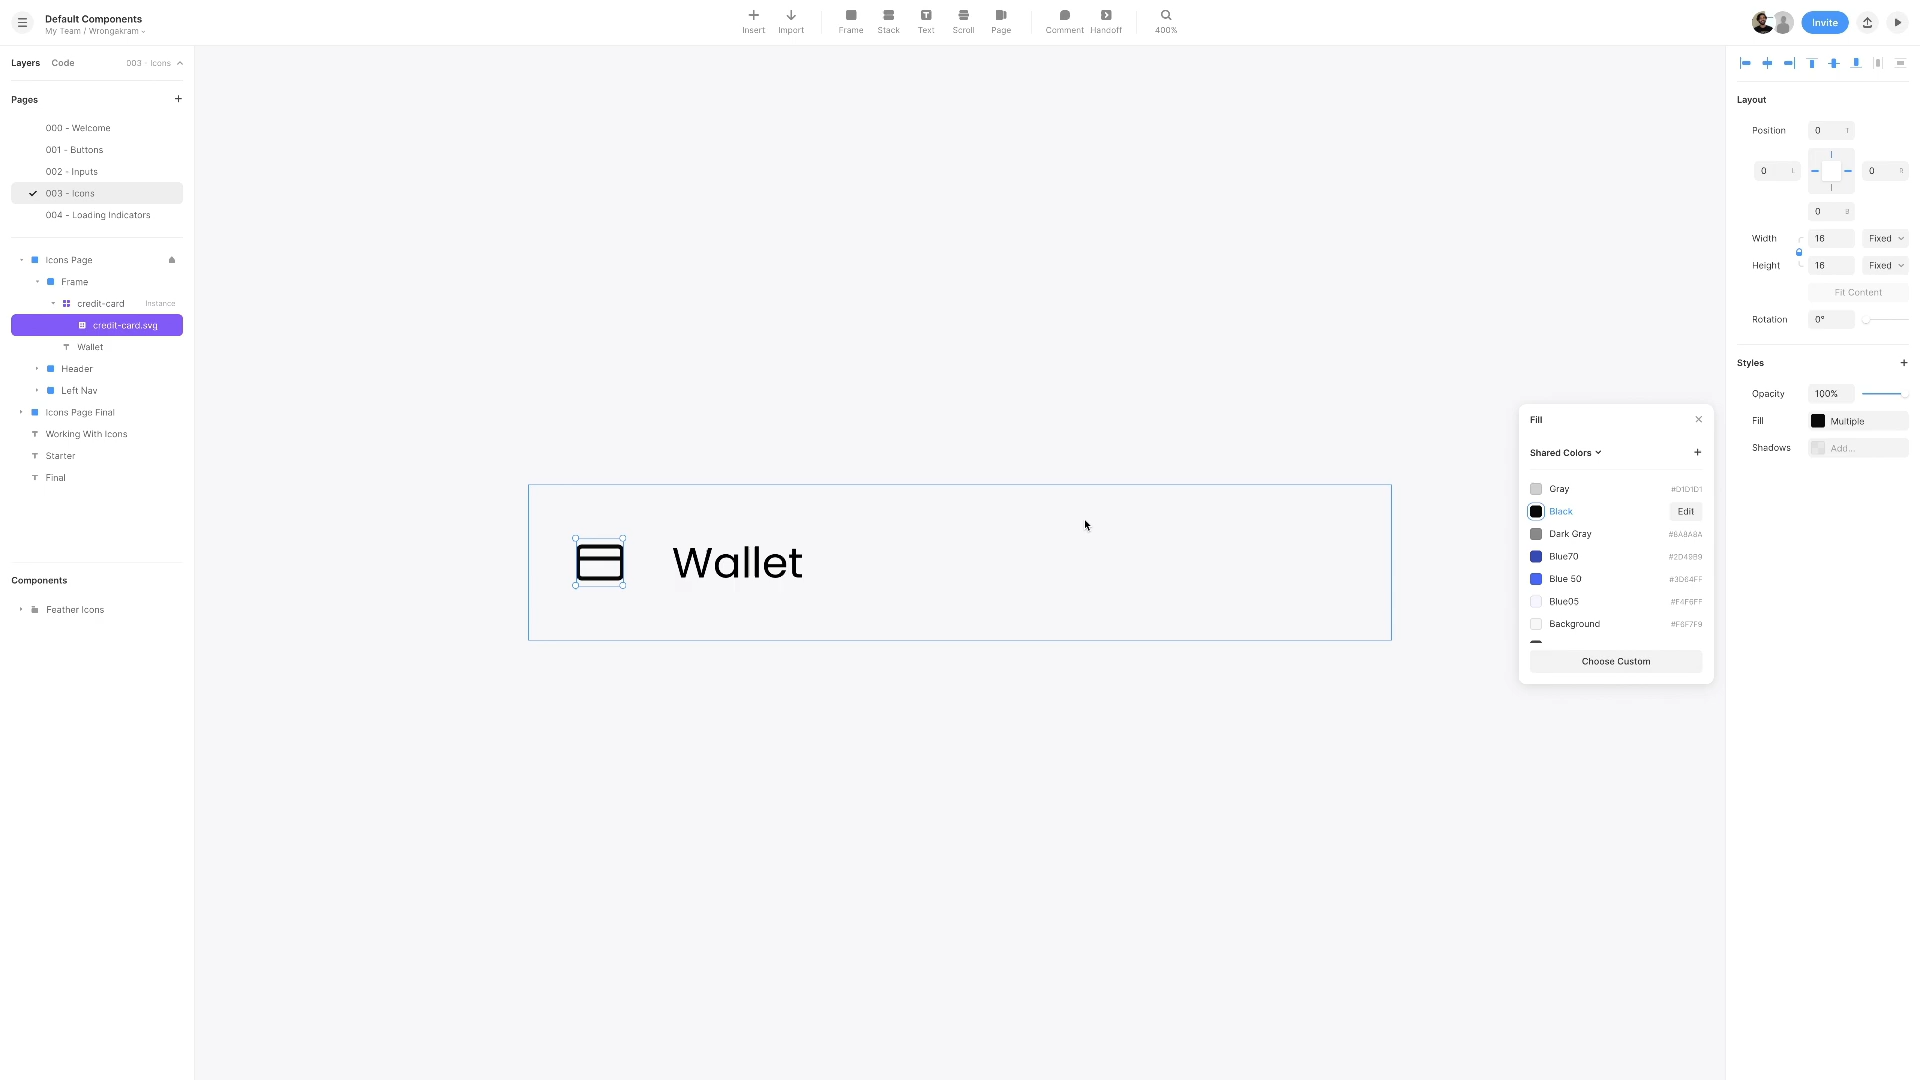 Default Components
My Team / Wrongakram
Insert
Import
Frame
Stack
Text
Scroll
Page
Comment
Handoff
400%
Invite
Layers
Code
003 - Icons
Pages
000 - Welcome
001 - Buttons
002 - Inputs
003 - Icons
004 - Loading Indicators
Icons Page
Frame
credit-card
Instance
credit-card.svg
Wallet
Header
Left Nav
Icons Page Final
Working With Icons
Starter
Final
Components
Feather Icons
Wallet
Fill
Shared Colors
Gray #D1D1D1
Black Edit
Dark Gray #8A8A8A
Blue70 #2D49B9
Blue 50 #3D64FF
Blue05 #F4F6FF
Background #F6F7F9
Choose Custom
Layout
Position 0 T
0 L
0 R
0 B
Width 16 Fixed
Height 16 Fixed
Fit Content
Rotation 0°
Styles
Opacity 100%
Fill Multiple
Shadows Add...